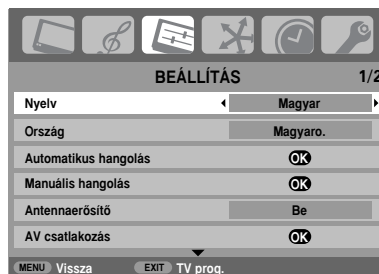 BEÁLLÍTÁS 1/2
Nyelv Magyar
Ország Magyaro.
Automatikus hangolás OK
Manuális hangolás OK
Antennaerősítő Be
AV csatlakozás OK
MENU Vissza EXIT TV prog.